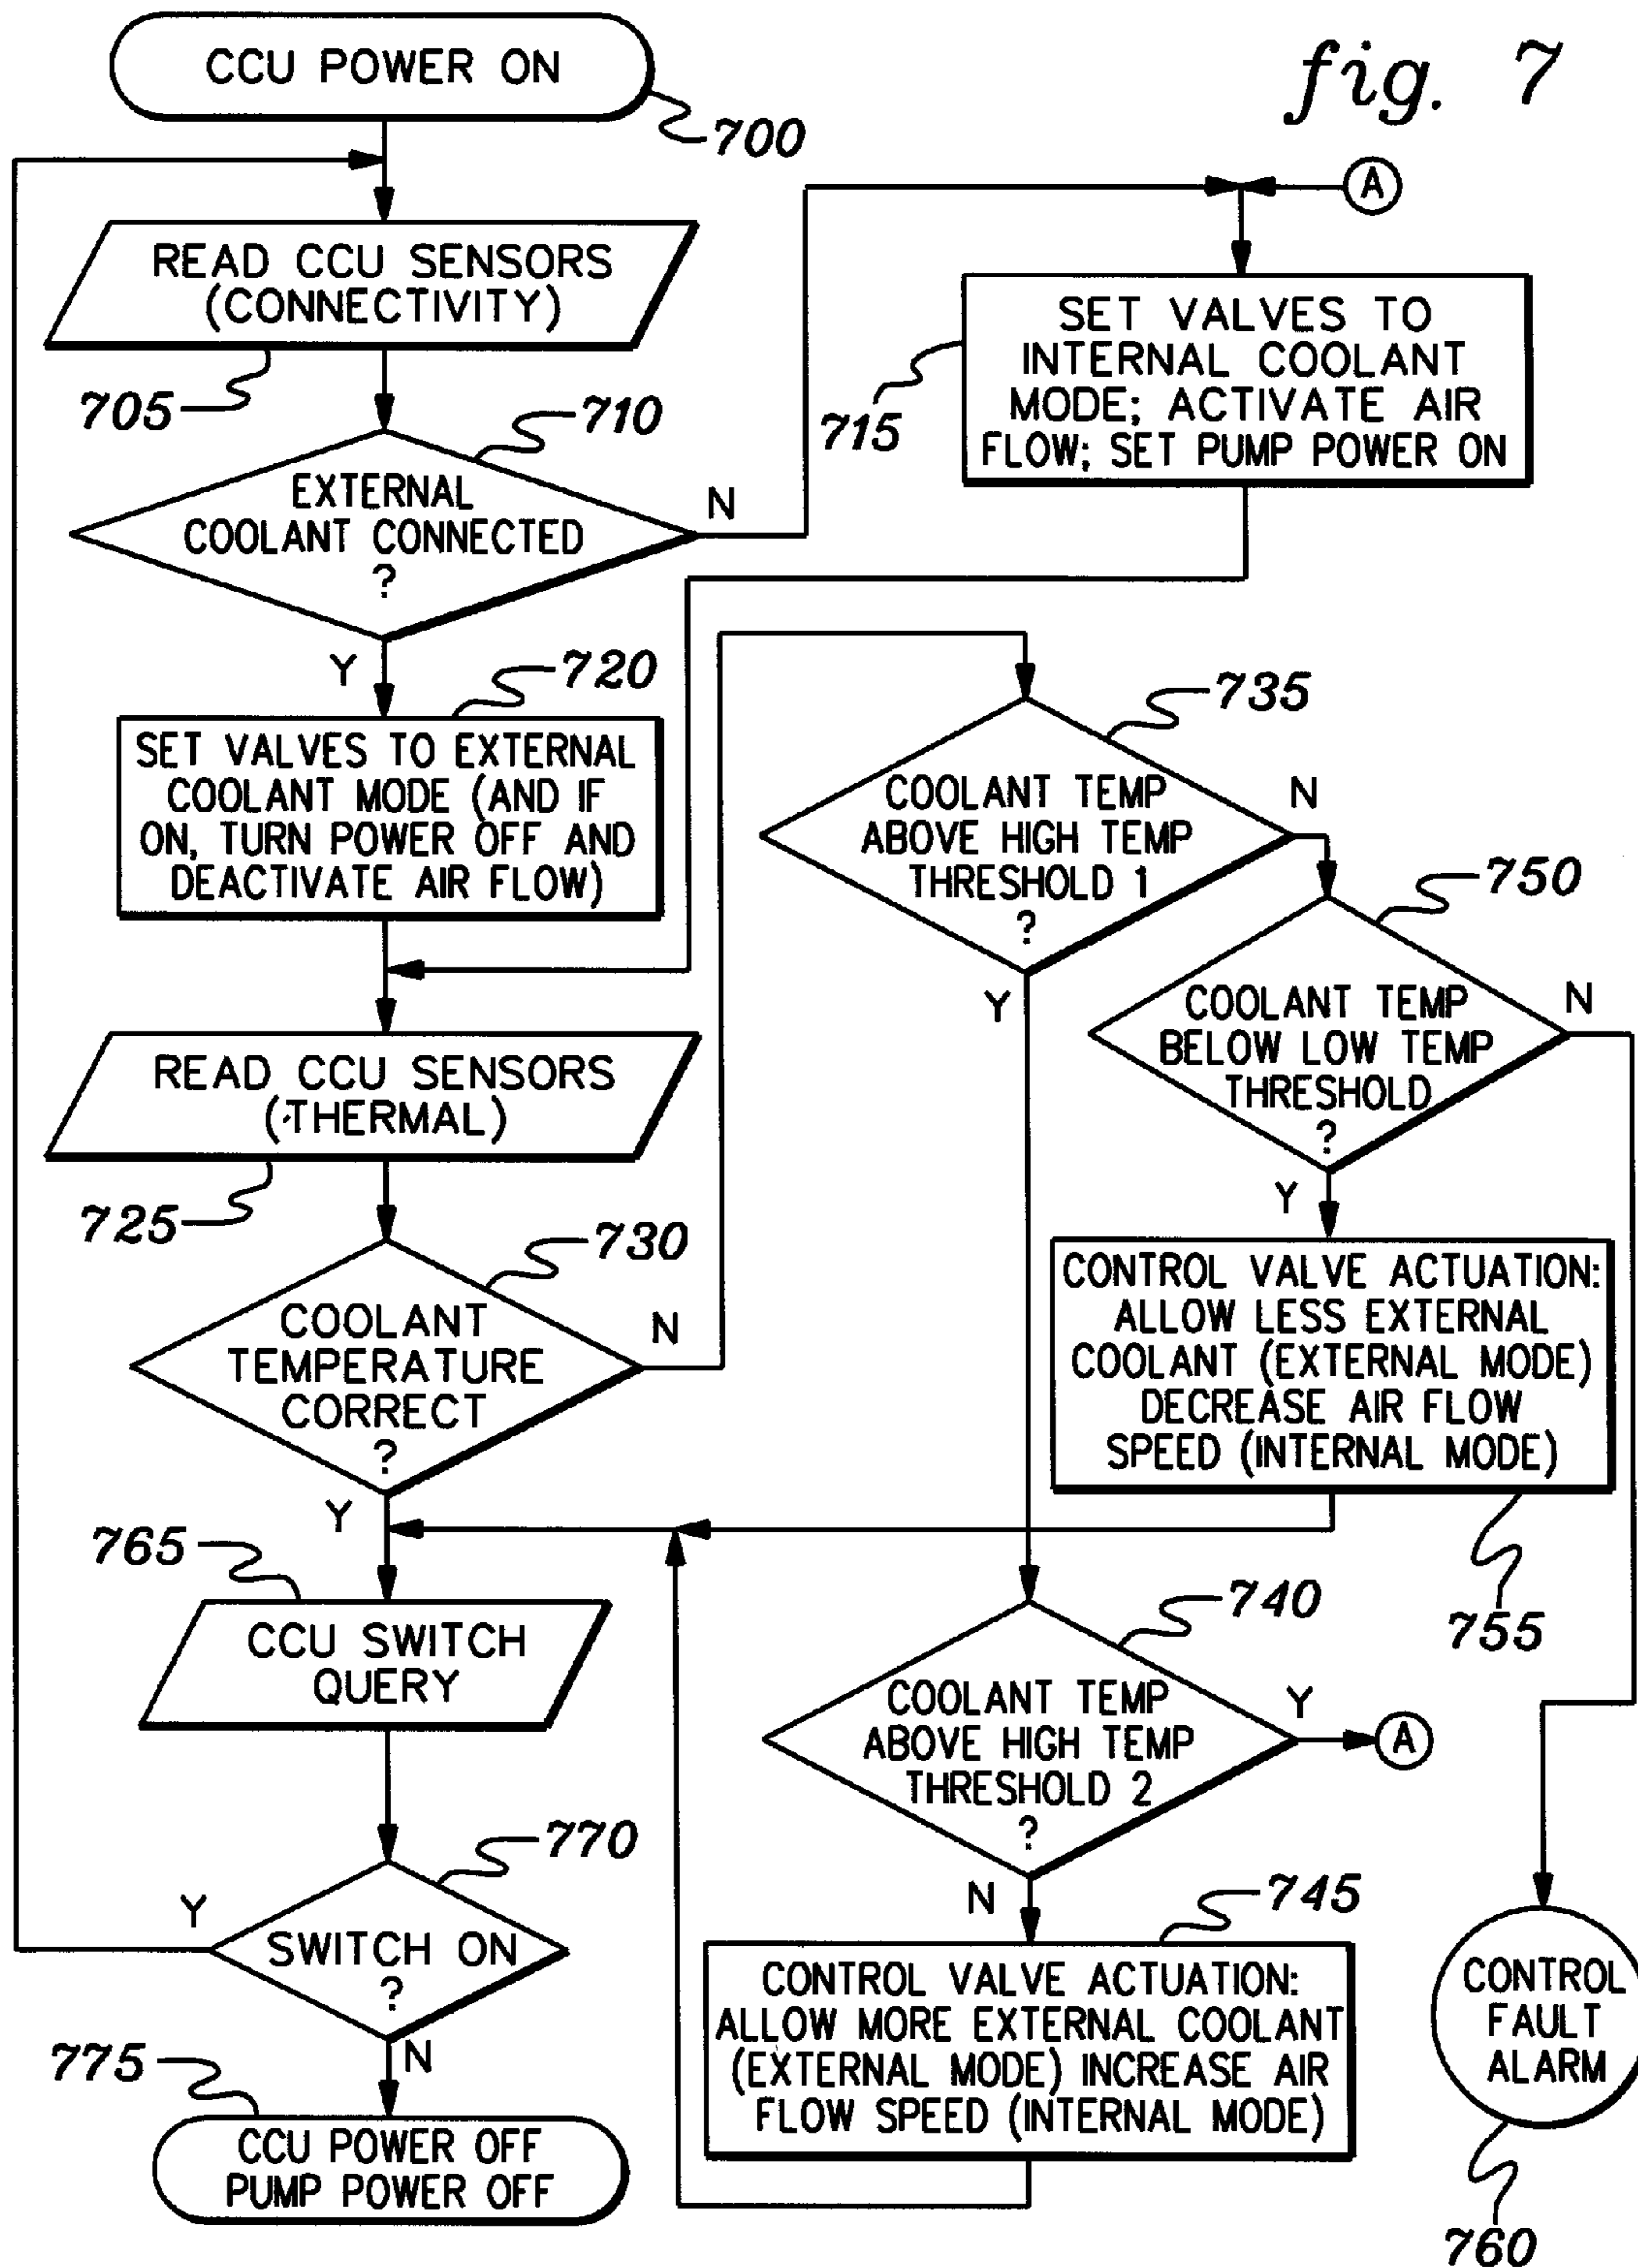 fig. 7
CCU POWER ON
700
A
READ CCU SENSORS
(CONNECTIVITY)
705
710
EXTERNAL
COOLANT CONNECTED
?
N
Y
SET VALVES TO
INTERNAL COOLANT
MODE; ACTIVATE AIR
FLOW; SET PUMP POWER ON
715
720
SET VALVES TO EXTERNAL
COOLANT MODE (AND IF
ON, TURN POWER OFF AND
DEACTIVATE AIR FLOW)
READ CCU SENSORS
(THERMAL)
725
730
COOLANT
TEMPERATURE
CORRECT
?
N
Y
735
COOLANT TEMP
ABOVE HIGH TEMP
THRESHOLD 1
?
N
Y
750
COOLANT TEMP
BELOW LOW TEMP
THRESHOLD
?
N
Y
CONTROL VALVE ACTUATION:
ALLOW LESS EXTERNAL
COOLANT (EXTERNAL MODE)
DECREASE AIR FLOW
SPEED (INTERNAL MODE)
755
765
CCU SWITCH
QUERY
740
COOLANT TEMP
ABOVE HIGH TEMP
THRESHOLD 2
?
Y
A
N
770
SWITCH ON
?
Y
N
745
CONTROL VALVE ACTUATION:
ALLOW MORE EXTERNAL COOLANT
(EXTERNAL MODE) INCREASE AIR
FLOW SPEED (INTERNAL MODE)
CONTROL
FAULT
ALARM
760
775
CCU POWER OFF
PUMP POWER OFF